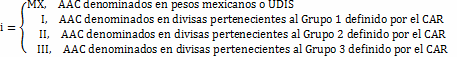 MX, AAC denominados en pesos mexicanos o UDIS
i = I, AAC denominados en divisas pertenecientes al Grupo 1 definido por el CAR
II, AAC denominados en divisas pertenecientes al Grupo 2 definido por el CAR
III, AAC denominados en divisas pertenecientes al Grupo 3 definido por el CAR